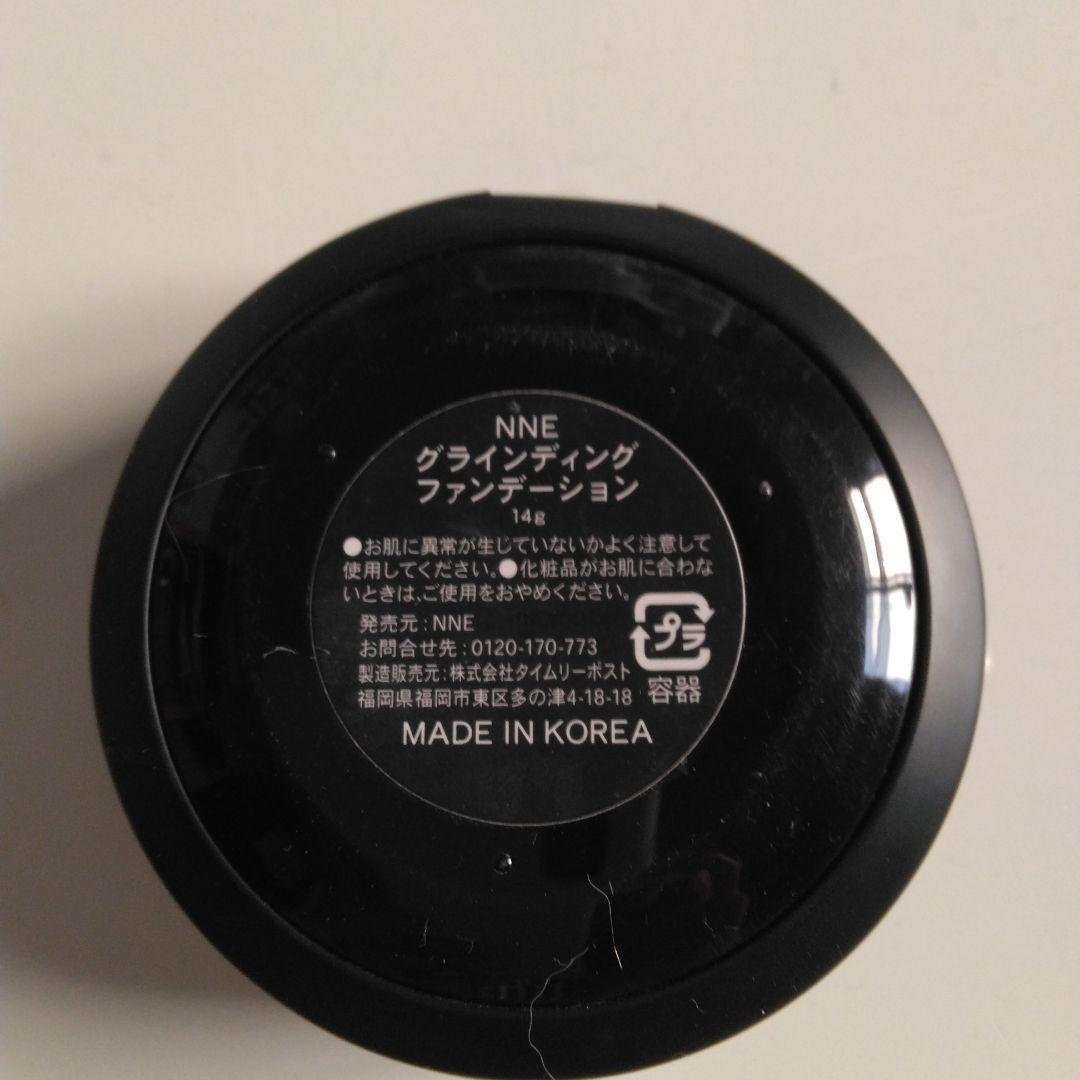 NNE
グラインディング
ファンデーション
14g
●お肌に異常が生じていないかよく注意して
使用してください。●化粧品がお肌に合わな
いときは、ご使用をおやめください。
発売元:NNE
お問合せ先:0120-170-773
製造販売元:株式会社タイムリーポスト
福岡県福岡市東区多の津4-18-18
プラ
容器
MADE IN KOREA